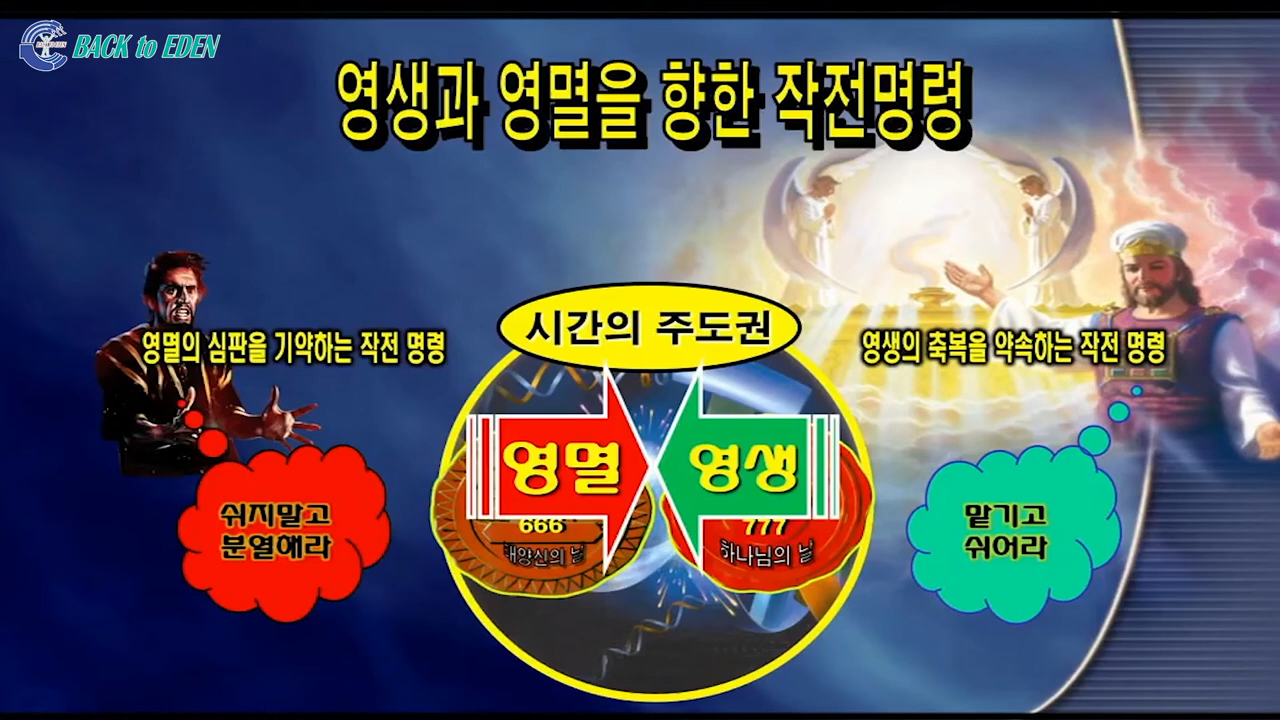 BACK to EDEN
영생과 영멸을 향한 작전명령
시간의 주도권
영멸의 심판을 기약하는 작전 명령
영생의 축복을 약속하는 작전 명령
영멸
영생
666
777
태양신의 날
하나님의 날
쉬지말고
분열해라
맡기고
쉬어라